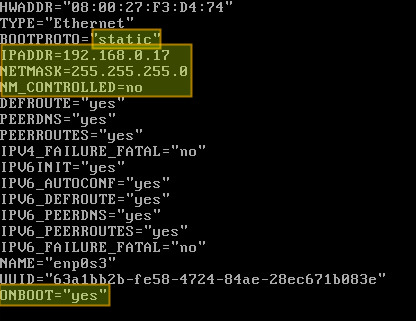 HWADDR="08:00:27:F3:D4:74"
TYPE="Ethernet"
BOOTPROTO="static"
IPADDR=192.168.0.17
NETMASK=255.255.255.0
NM_CONTROLLED=no
DEFROUTE="yes"
PEERDNS="yes"
PEERROUTES="yes"
IPV4_FAILURE_FATAL="no"
IPV6INIT="yes"
IPV6_AUTOCONF="yes"
IPV6_DEFROUTE="yes"
IPV6_PEERDNS="yes"
IPV6_PEERROUTES="yes"
IPV6_FAILURE_FATAL="no"
NAME="enp0s3"
UUID="63a1bb2b-fe58-4724-84ae-28ec671b083e"
ONBOOT="yes"